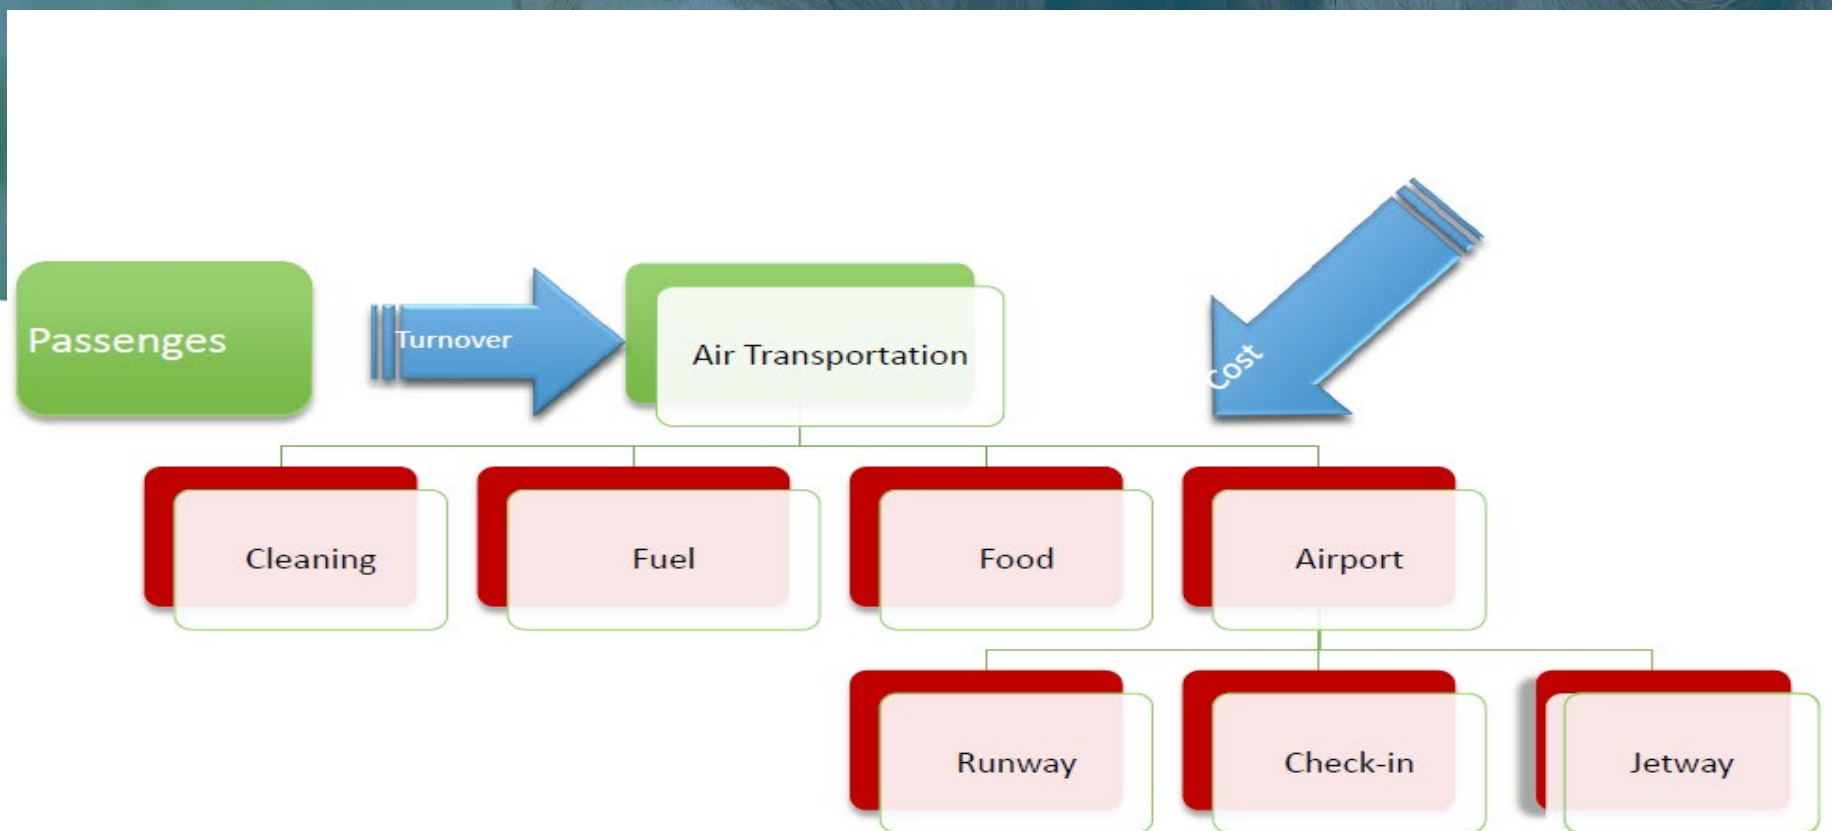 Passenges
Turnover
Air Transportation
Cost
Cleaning
Fuel
Food
Airport
Runway
Check-in
Jetway